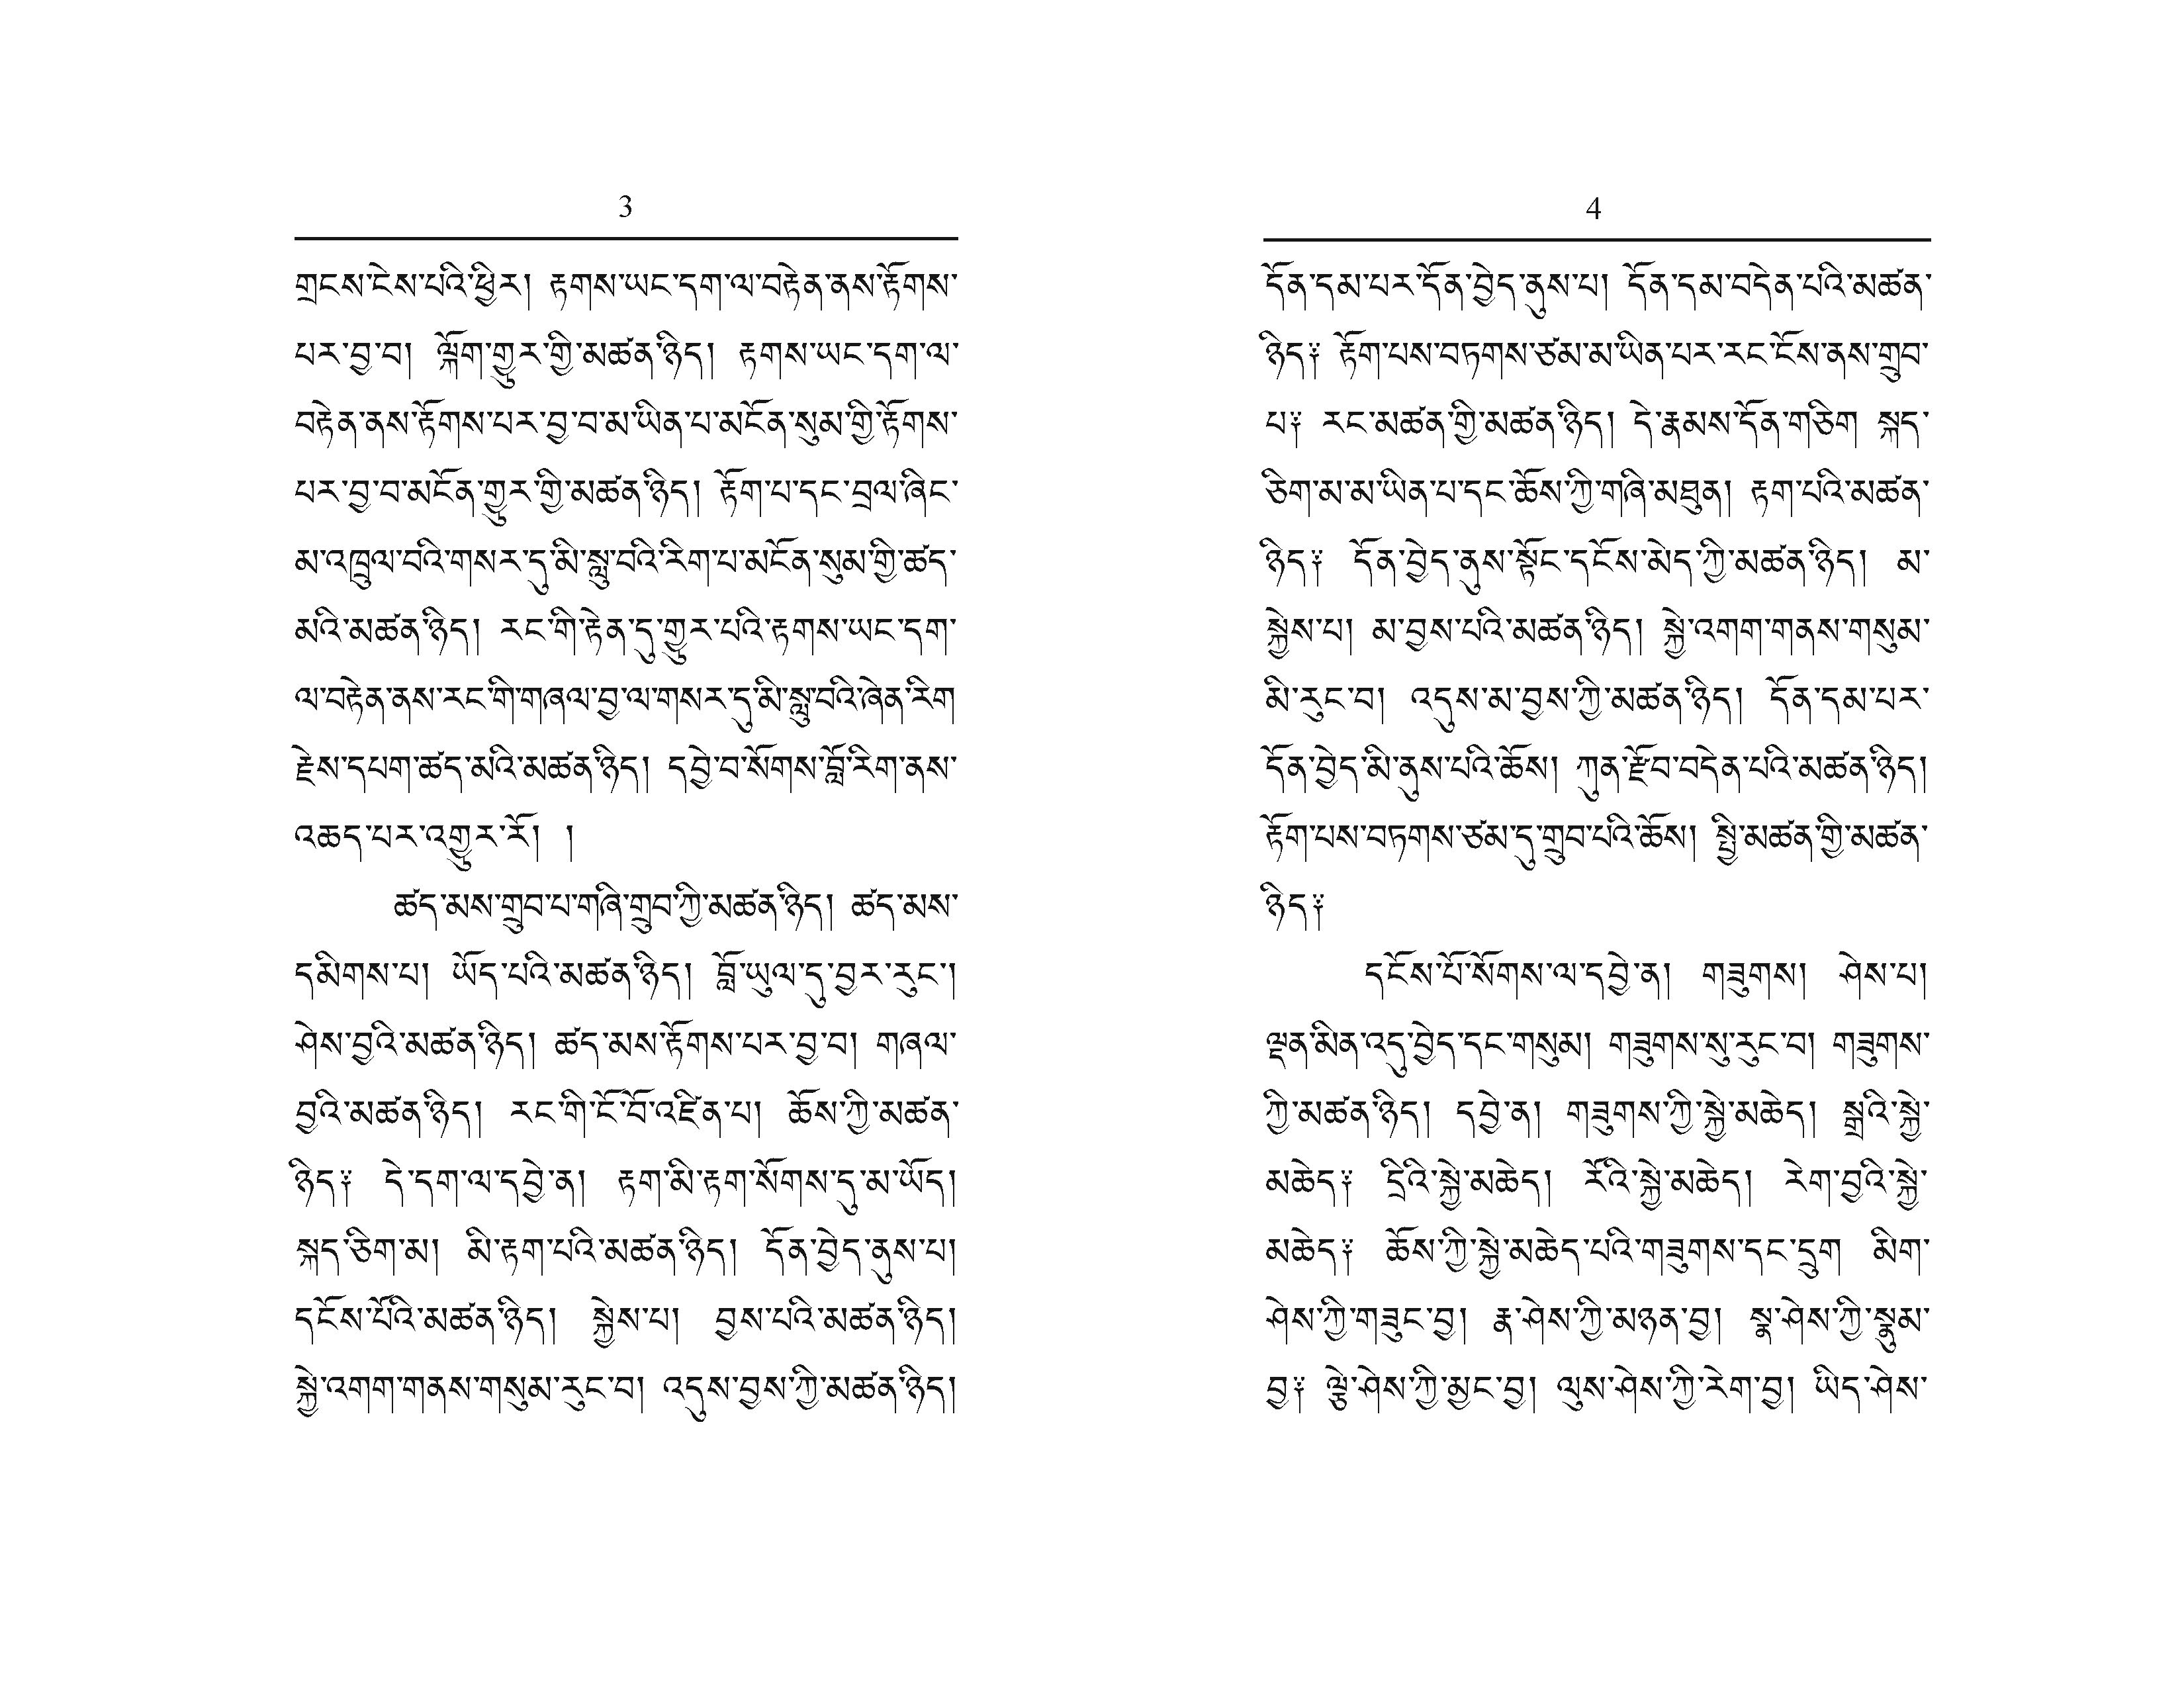 3
གྲངས་ངེས་པའི་ཕྱིར། རྟགས་ཡང་དག་ལ་བརྟེན་ནས་རྟོགས་
པར་བྱ་བ། ལྐོག་གྱུར་གྱི་མཚན་ཉིད། རྟགས་ཡང་དག་ལ་
བརྟེན་ནས་རྟོགས་པར་བྱ་བ་མ་ཡིན་པ་མངོན་སུམ་གྱི་རྟོགས་
པར་བྱ་བ་མངོན་གྱུར་གྱི་མཚན་ཉིད། རྟོག་པ་དང་བྲལ་ཞིང་
མ་འཁྲུལ་བའི་གསར་དུ་མི་སླུ་བའི་རིག་པ་མངོན་སུམ་གྱི་ཚད་
མའི་མཚན་ཉིད། རང་གི་རྟེན་དུ་གྱུར་པའི་རྟགས་ཡང་དག་
ལ་བརྟེན་ནས་རང་གི་གཞལ་བྱ་ལ་གསར་དུ་མི་སླུ་བའི་ཞེན་རིག
རྗེས་དཔག་ཚད་མའི་མཚན་ཉིད། དབྱེ་བ་སོགས་བློ་རིག་ནས་
འཆད་པར་འགྱུར་རོ། །
ཚད་མས་གྲུབ་པ་གཞི་གྲུབ་ཀྱི་མཚན་ཉིད། ཚད་མས་
དམིགས་པ། ཡོད་པའི་མཚན་ཉིད། བློ་ཡུལ་དུ་བྱར་རུང་།
ཤེས་བྱའི་མཚན་ཉིད། ཚད་མས་རྟོགས་པར་བྱ་བ། གཞལ་
བྱའི་མཚན་ཉིད། རང་གི་ངོ་བོ་འཛིན་པ། ཆོས་ཀྱི་མཚན་
ཉིད༑ དེ་དག་ལ་དབྱེ་ན། རྟག་མི་རྟག་སོགས་དུ་མ་ཡོད།
སྐད་ཅིག་མ། མི་རྟག་པའི་མཚན་ཉིད། དོན་བྱེད་ནུས་པ།
དངོས་པོའི་མཚན་ཉིད། སྐྱེས་པ། བྱས་པའི་མཚན་ཉིད།
སྐྱེ་འགག་གནས་གསུམ་རུང་བ། འདུས་བྱས་ཀྱི་མཚན་ཉིད།
4
དོན་དམ་པར་དོན་བྱེད་ནུས་པ། དོན་དམ་བདེན་པའི་མཚན་
ཉིད༑ རྟོག་པས་བཏགས་ཙམ་མ་ཡིན་པར་རང་ངོས་ནས་གྲུབ་
པ༑ རང་མཚན་གྱི་མཚན་ཉིད། དེ་རྣམས་དོན་གཅིག སྐད་
ཅིག་མ་མ་ཡིན་པ་དང་ཆོས་ཀྱི་གཞི་མཐུན། རྟག་པའི་མཚན་
ཉིད༑ དོན་བྱེད་ནུས་སྟོང་དངོས་མེད་ཀྱི་མཚན་ཉིད། མ་
སྐྱེས་པ། མ་བྱས་པའི་མཚན་ཉིད། སྐྱེ་འགག་གནས་གསུམ་
མི་རུང་བ། འདུས་མ་བྱས་ཀྱི་མཚན་ཉིད། དོན་དམ་པར་
དོན་བྱེད་མི་ནུས་པའི་ཆོས། ཀུན་རྫོབ་བདེན་པའི་མཚན་ཉིད།
རྟོག་པས་བཏགས་ཙམ་དུ་གྲུབ་པའི་ཆོས། སྤྱི་མཚན་གྱི་མཚན་
ཉིད༑
དངོས་པོ་སོགས་ལ་དབྱེ་ན། གཟུགས། ཤེས་པ།
ལྡན་མིན་འདུ་བྱེད་དང་གསུམ། གཟུགས་སུ་རུང་བ། གཟུགས་
ཀྱི་མཚན་ཉིད། དབྱེ་ན། གཟུགས་ཀྱི་སྐྱེ་མཆེད། སྒྲའི་སྐྱེ་
མཆེད༑ དྲིའི་སྐྱེ་མཆེད། རོའི་སྐྱེ་མཆེད། རེག་བྱའི་སྐྱེ་
མཆེད༑ ཆོས་ཀྱི་སྐྱེ་མཆེད་པའི་གཟུགས་དང་དྲུག མིག་
ཤེས་ཀྱི་གཟུང་བྱ། རྣ་ཤེས་ཀྱི་མཉན་བྱ། སྣ་ཤེས་ཀྱི་སྣུམ་
བྱ༑ ལྕེ་ཤེས་ཀྱི་མྱང་བྱ། ལུས་ཤེས་ཀྱི་རེག་བྱ། ཡིད་ཤེས་